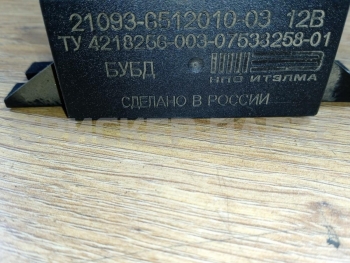 21093-6512010 03 12В
ТУ 4218256-003-07533258-01
БУБД
НПО ИТЭЛМА
СДЕЛАНО В РОССИИ